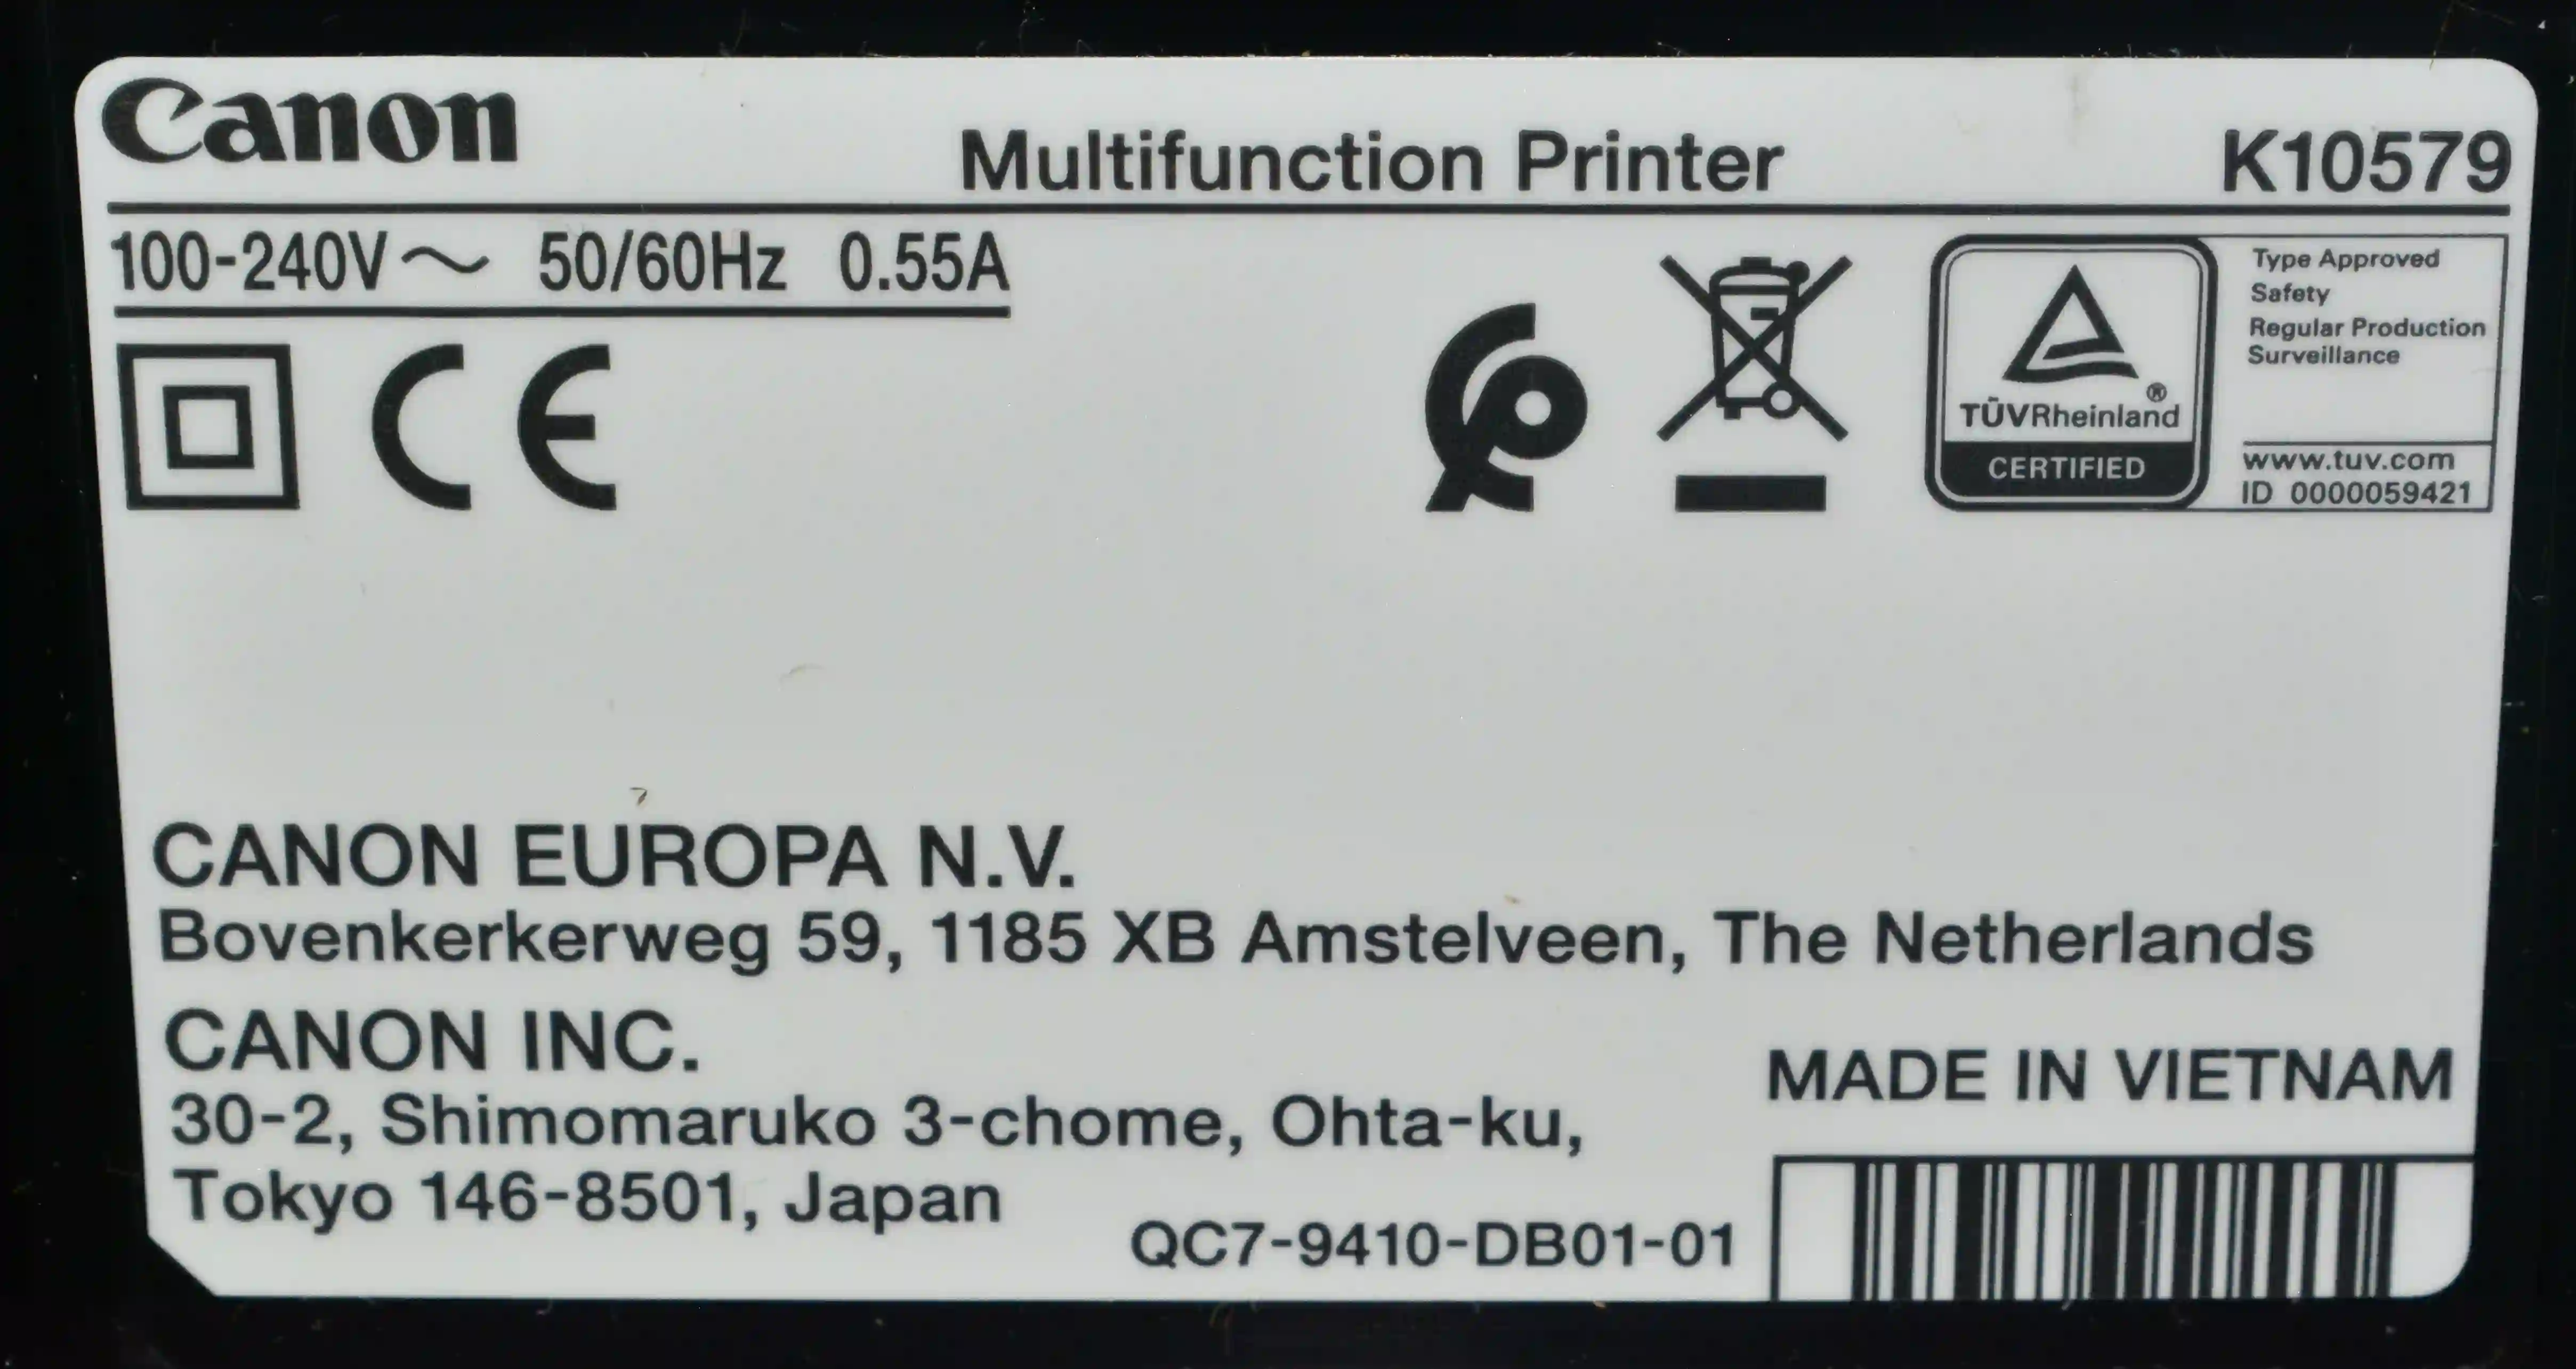 Canon
Multifunction Printer
K10579
100-240V~ 50/60Hz 0.55A
CE
TÜVRheinland®
CERTIFIED
Type Approved
Safety
Regular Production
Surveillance
www.tuv.com
ID 0000059421
CANON EUROPA N.V.
Bovenkerkerweg 59, 1185 XB Amstelveen, The Netherlands
CANON INC.
30-2, Shimomaruko 3-chome, Ohta-ku,
Tokyo 146-8501, Japan
MADE IN VIETNAM
QC7-9410-DB01-01